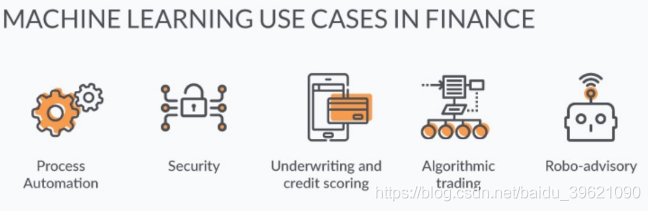 MACHINE LEARNING USE CASES IN FINANCE
Process
Automation
Security
Underwriting and
credit scoring
Algorithmic
trading
Robo-advisory
https://blog.csdn.net/baidu_39621090